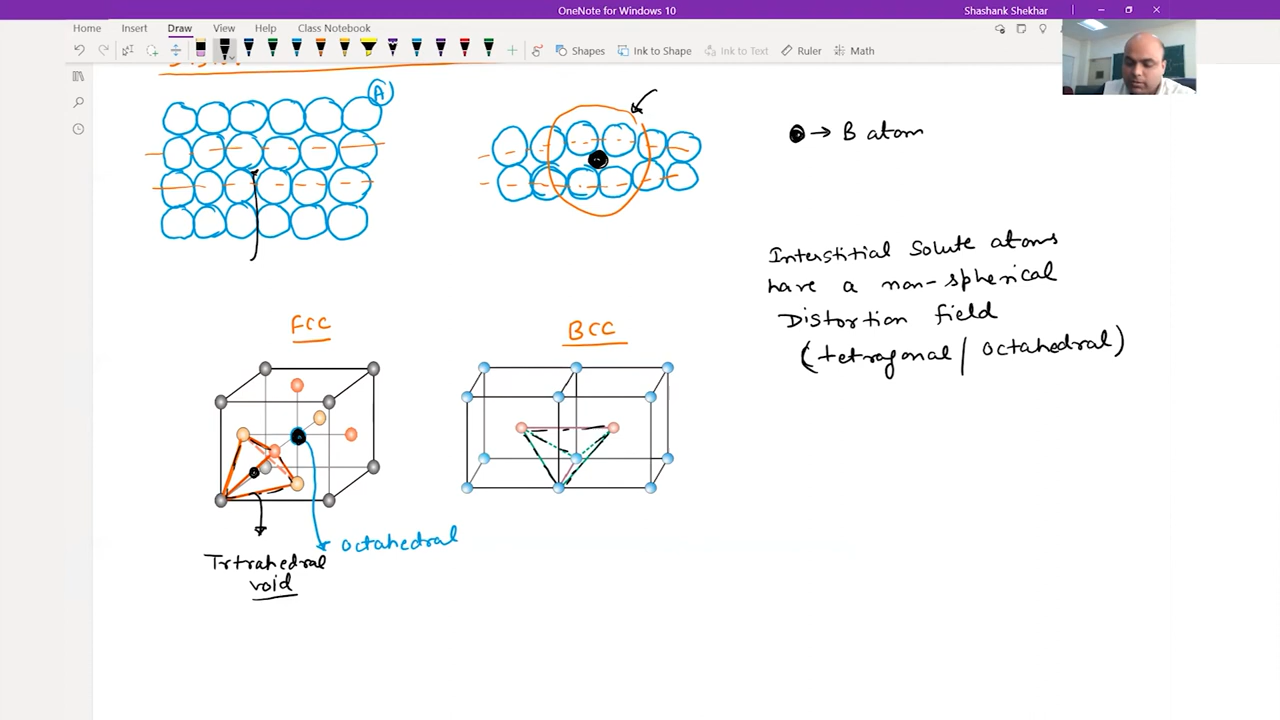 OneNote for Windows 10
Shashank Shekhar
Home Insert Draw View Help Class Notebook
Shapes Ink to Shape Ink to Text Ruler Math
A
→ B atom
Interstitial Solute atoms
have a non-spherical
Distortion field
(tetragonal/octahedral)
FCC
BCC
octahedral
Trtrahedral
void